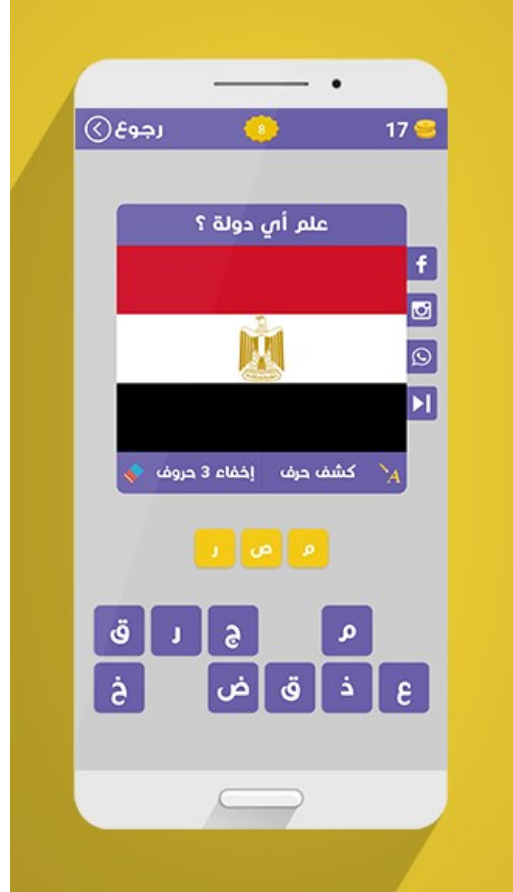 رجوع 8 17
علم أي دولة ؟
كشف حرف إخفاء 3 حروف
م ص ر
م ج ر ق
ع ذ ق ض خ